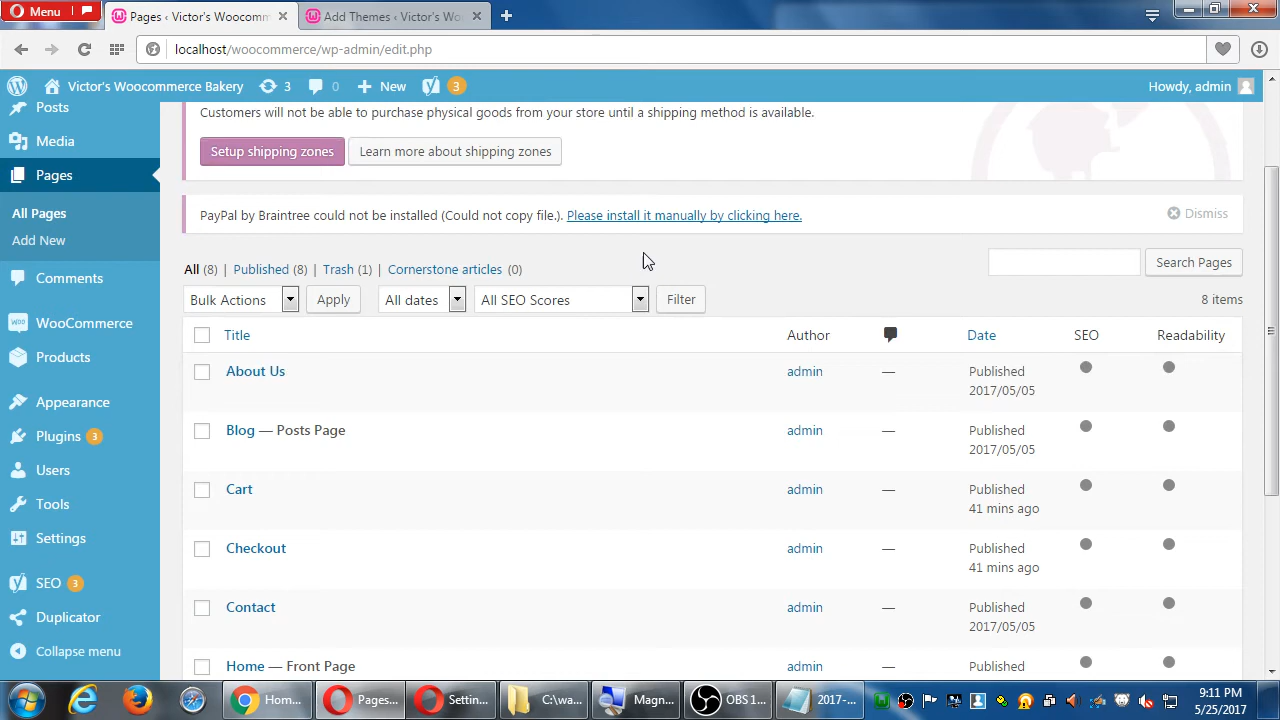 Menu
Pages ‹ Victor's Woocomm
Add Themes ‹ Victor's Wo
localhost/woocommerce/wp-admin/edit.php
Victor's Woocommerce Bakery 3 0 New 3 Howdy, admin
Posts
Media
Pages
All Pages
Add New
Comments
WooCommerce
Products
Appearance
Plugins 3
Users
Tools
Settings
SEO 3
Duplicator
Collapse menu
Customers will not be able to purchase physical goods from your store until a shipping method is available.
Setup shipping zones Learn more about shipping zones
PayPal by Braintree could not be installed (Could not copy file.). Please install it manually by clicking here. Dismiss
All (8) | Published (8) | Trash (1) | Cornerstone articles (0) Search Pages
Bulk Actions Apply All dates All SEO Scores Filter 8 items
Title Author Date SEO Readability
About Us admin — Published
2017/05/05
Blog — Posts Page admin — Published
2017/05/05
Cart admin — Published
41 mins ago
Checkout admin — Published
41 mins ago
Contact admin — Published
2017/05/05
Home — Front Page admin — Published
Hom... Pages... Settin... C:\wa... Magn... OBS 1... 2017-... 9:11 PM
5/25/2017